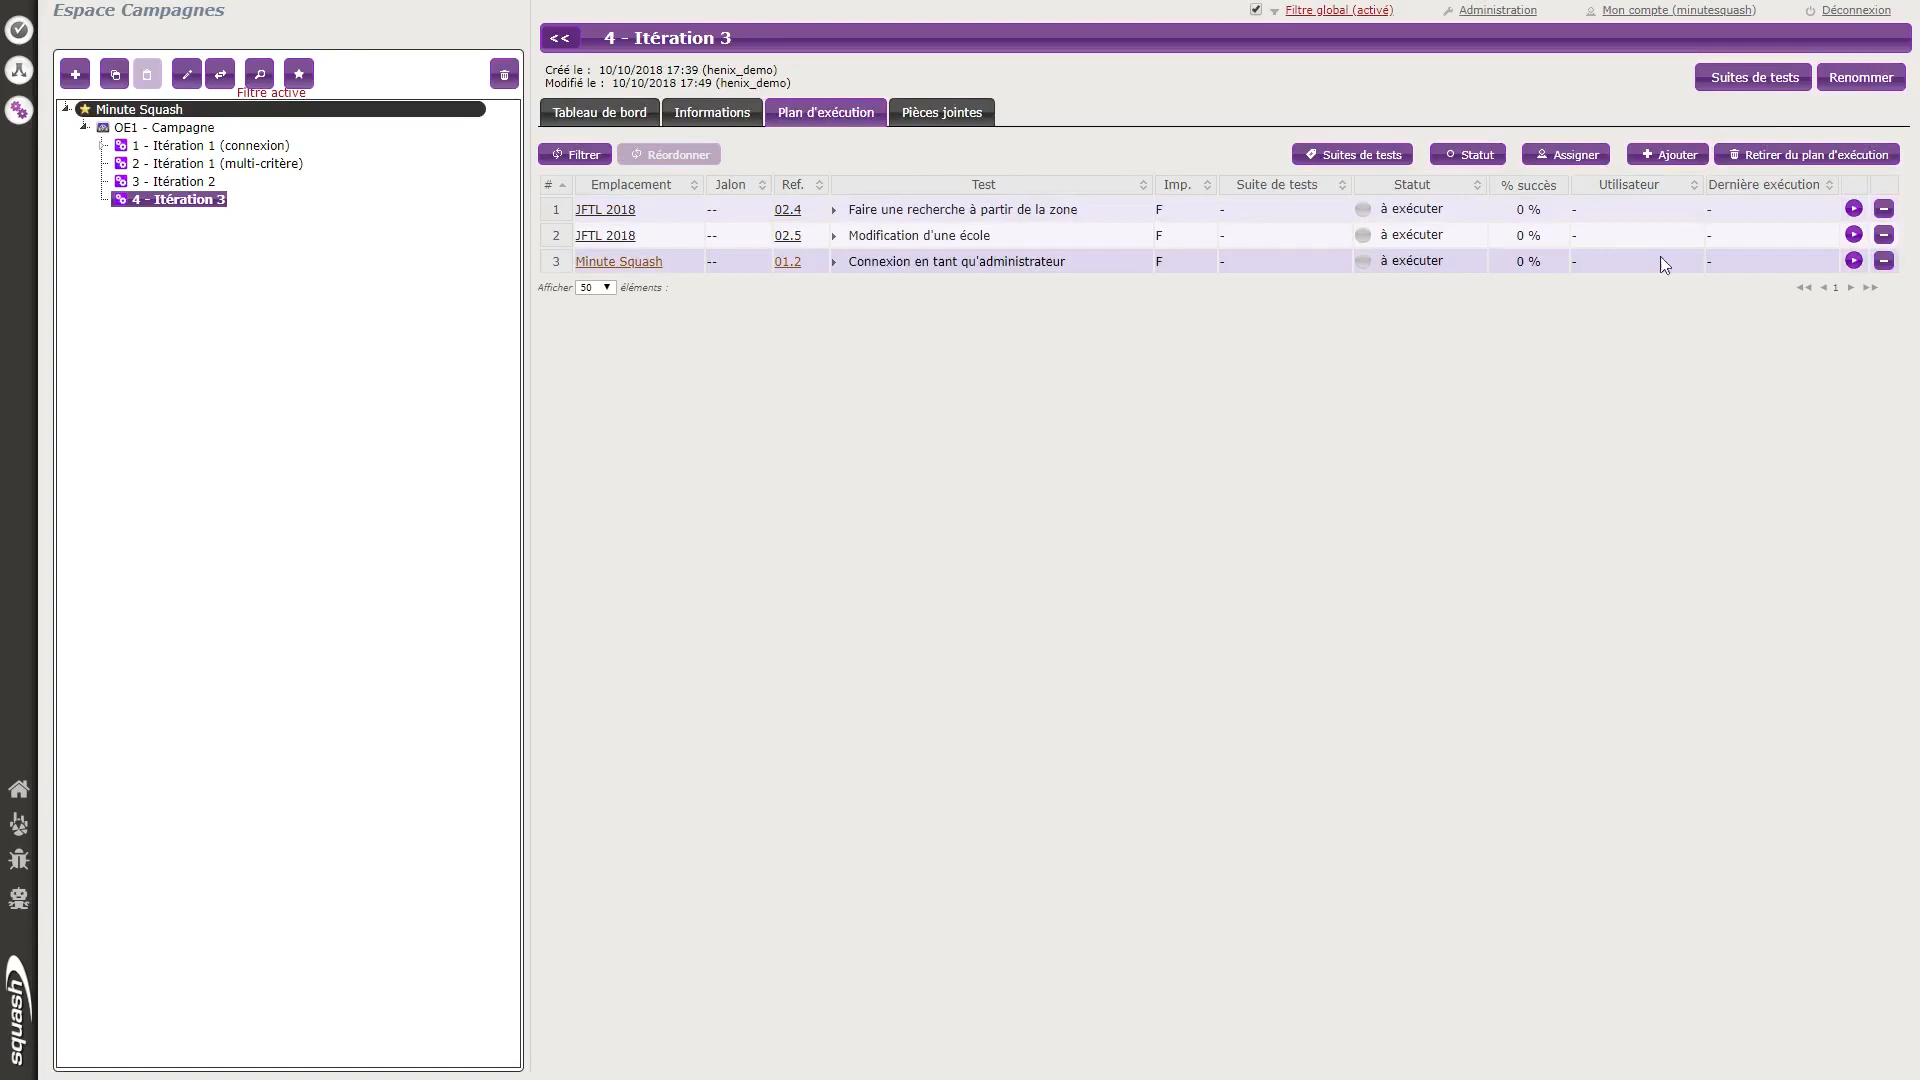 Espace Campagnes
Filtre global (activé)
Administration
Mon compte (minutesquash)
Déconnexion
<< 4 - Itération 3
Créé le : 10/10/2018 17:39 (henix_demo)
Modifié le : 10/10/2018 17:49 (henix_demo)
Suites de tests
Renommer
Filtre activé
Tableau de bord
Informations
Plan d'exécution
Pièces jointes
Minute Squash
OE1 - Campagne
1 - Itération 1 (connexion)
2 - Itération 1 (multi-critère)
3 - Itération 2
4 - Itération 3
Filtrer
Réordonner
Suites de tests
Statut
Assigner
Ajouter
Retirer du plan d'exécution
# Emplacement Jalon Ref. Test Imp. Suite de tests Statut % succès Utilisateur Dernière exécution
1 JFTL 2018 -- 02.4 Faire une recherche à partir de la zone F - à exécuter 0 % - -
2 JFTL 2018 -- 02.5 Modification d'une école F - à exécuter 0 % - -
3 Minute Squash -- 01.2 Connexion en tant qu'administrateur F - à exécuter 0 % - -
Afficher 50 éléments :
1
squash